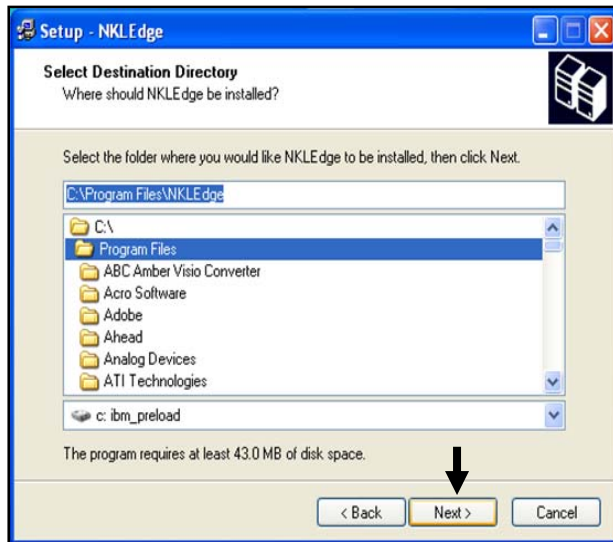 Setup - NKLEdge
Select Destination Directory
Where should NKLEdge be installed?
Select the folder where you would like NKLEdge to be installed, then click Next.
C:\Program Files\NKLEdge
C:\
Program Files
ABC Amber Visio Converter
Acro Software
Adobe
Ahead
Analog Devices
ATI Technologies
c: ibm_preload
The program requires at least 43.0 MB of disk space.
< Back Next > Cancel